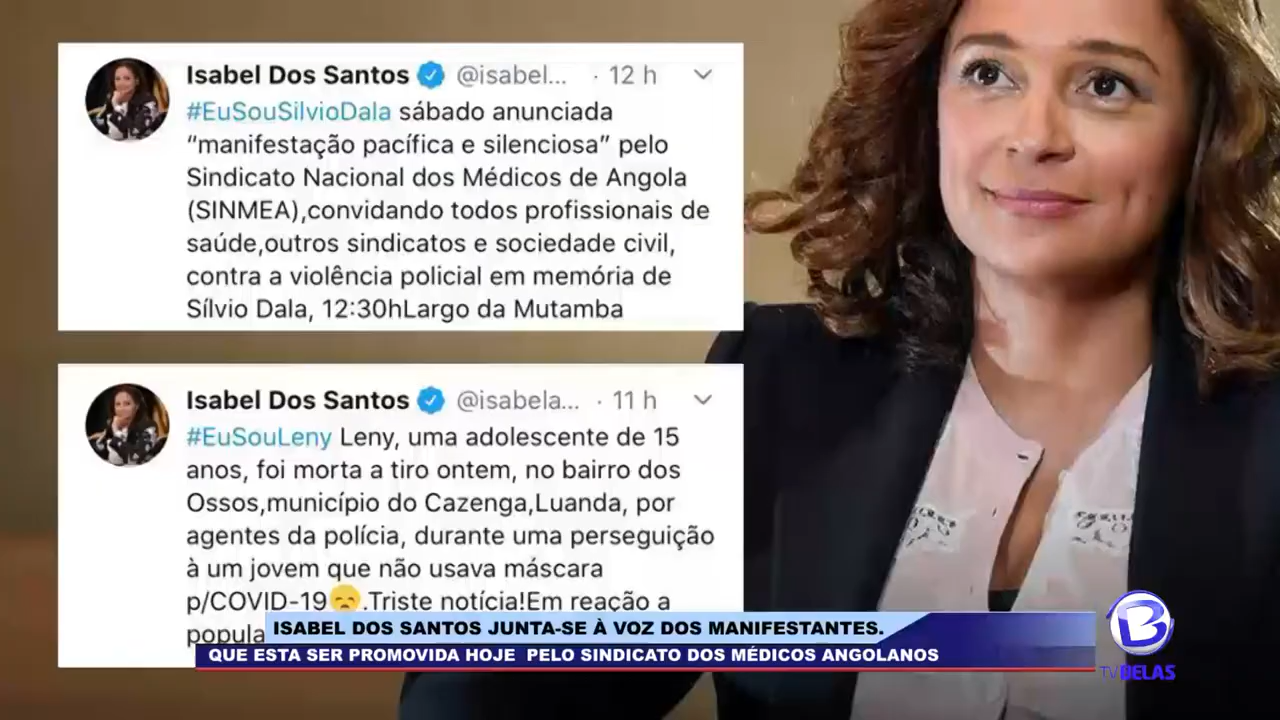 Isabel Dos Santos @isabel... · 12 h
#EuSouSilvioDala sábado anunciada
“manifestação pacífica e silenciosa” pelo
Sindicato Nacional dos Médicos de Angola
(SINMEA),convidando todos profissionais de
saúde,outros sindicatos e sociedade civil,
contra a violência policial em memória de
Sílvio Dala, 12:30hLargo da Mutamba
Isabel Dos Santos @isabela... · 11 h
#EuSouLeny Leny, uma adolescente de 15
anos, foi morta a tiro ontem, no bairro dos
Ossos,município do Cazenga,Luanda, por
agentes da polícia, durante uma perseguição
à um jovem que não usava máscara
p/COVID-19😞.Triste notícia!Em reação a
popula
ISABEL DOS SANTOS JUNTA-SE À VOZ DOS MANIFESTANTES.
QUE ESTA SER PROMOVIDA HOJE PELO SINDICATO DOS MÉDICOS ANGOLANOS
B
TV BELAS